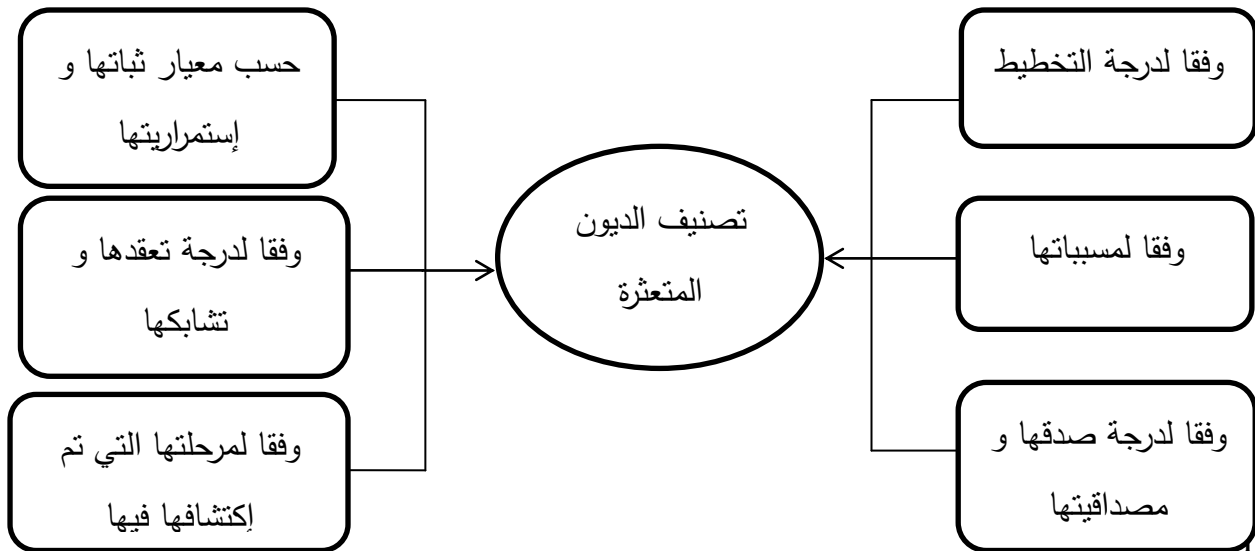 وفقا لدرجة التخطيط
وفقا لمسبباتها
وفقا لدرجة صدقها و
مصداقيتها
تصنيف الديون
المتعثرة
حسب معيار ثباتها و
إستمراريتها
وفقا لدرجة تعقدها و
تشابكها
وفقا لمرحلتها التي تم
إكتشافها فيها